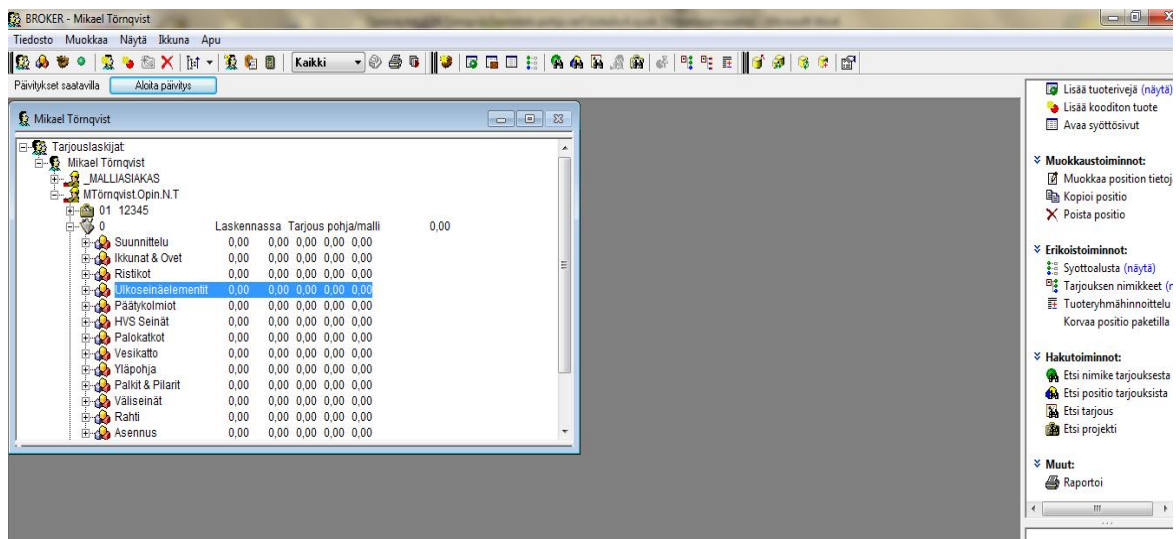 BROKER - Mikael Törnqvist
Tiedosto Muokkaa Näytä Ikkuna Apu
Kaikki
Päivitykset saatavilla Aloita päivitys
Mikael Törnqvist
Tarjouslaskijat
Mikael Törnqvist
_MALLIASIAKAS
MTörnqvist.Opin.N.T
01 12345
0 Laskennassa Tarjous pohja/malli 0,00
Suunnittelu 0,00 0,00 0,00 0,00 0,00
Ikkunat & Ovet 0,00 0,00 0,00 0,00 0,00
Ristikot 0,00 0,00 0,00 0,00 0,00
Ulkoseinäelementit 0,00 0,00 0,00 0,00 0,00
Päätykolmiot 0,00 0,00 0,00 0,00 0,00
HVS Seinät 0,00 0,00 0,00 0,00 0,00
Palokatkot 0,00 0,00 0,00 0,00 0,00
Vesikatto 0,00 0,00 0,00 0,00 0,00
Yläpohja 0,00 0,00 0,00 0,00 0,00
Palkit & Pilarit 0,00 0,00 0,00 0,00 0,00
Väliseinät 0,00 0,00 0,00 0,00 0,00
Rahti 0,00 0,00 0,00 0,00 0,00
Asennus 0,00 0,00 0,00 0,00 0,00
Lisää tuoterivejä (näytä)
Lisää kooditon tuote
Avaa syöttösivut
Muokkaustoiminnot:
Muokkaa position tietoj
Kopioi positio
Poista positio
Erikoistoiminnot:
Syottoalusta (näytä)
Tarjouksen nimikkeet (n
Tuoteryhmähinnoittelu
Korvaa positio paketilla
Hakutoiminnot:
Etsi nimike tarjouksesta
Etsi positio tarjouksista
Etsi tarjous
Etsi projekti
Muut:
Raportoi